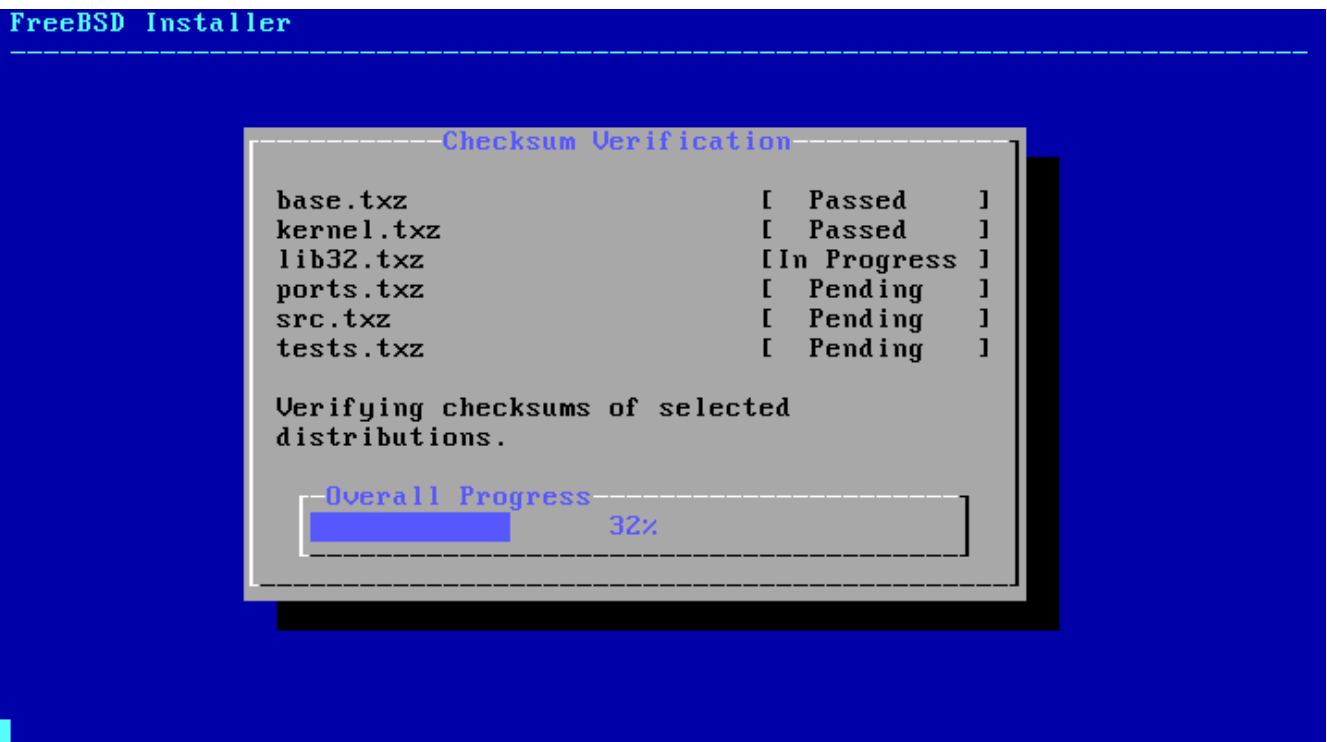 FreeBSD Installer
Checksum Verification
base.txz [ Passed ]
kernel.txz [ Passed ]
lib32.txz [In Progress ]
ports.txz [ Pending ]
src.txz [ Pending ]
tests.txz [ Pending ]
Verifying checksums of selected
distributions.
Overall Progress
32%